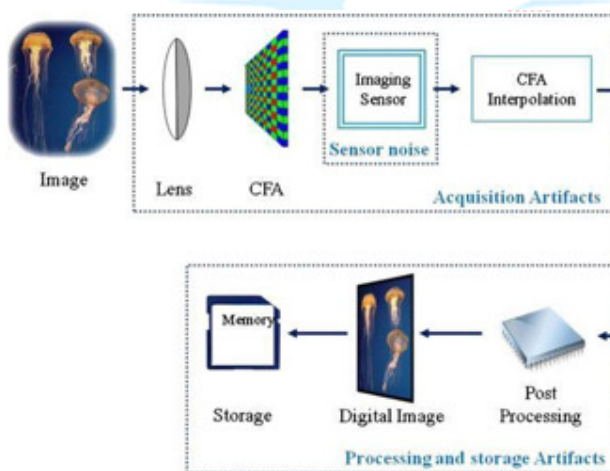 Imaging
Sensor
CFA
Interpolation
Sensor noise
Image
Lens
CFA
Acquisition Artifacts
Memory
Storage
Digital Image
Post
Processing
Processing and storage Artifacts